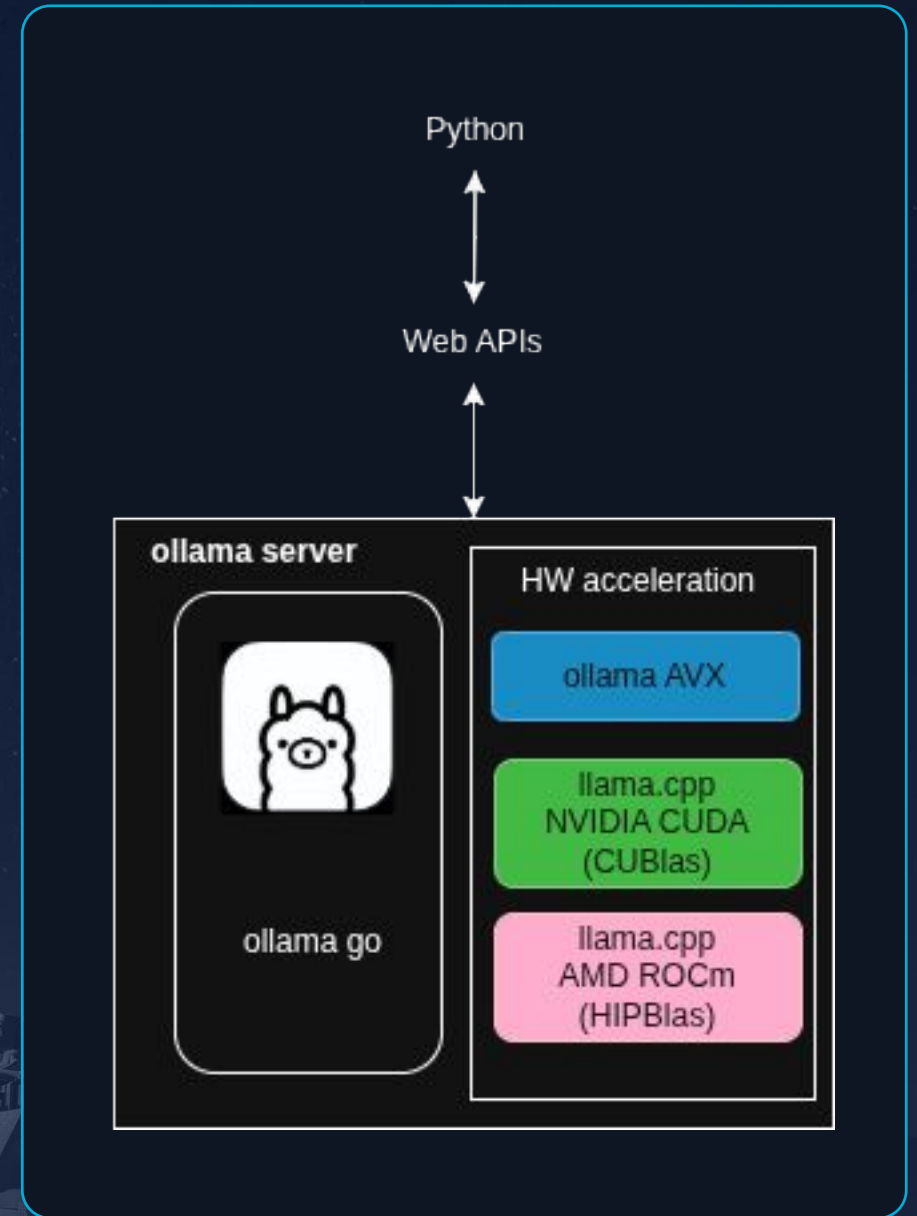 Python
Web APIs
ollama server
ollama go
HW acceleration
ollama AVX
llama.cpp
NVIDIA CUDA
(CUBlas)
llama.cpp
AMD ROCm
(HIPBlas)